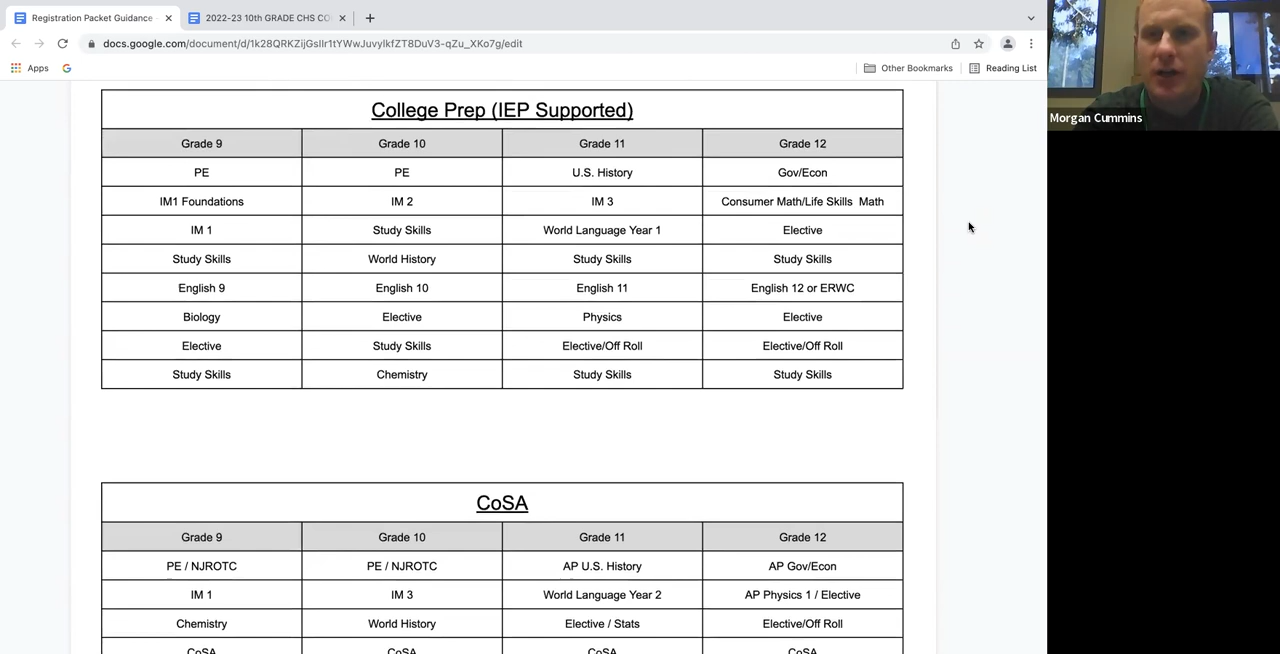 Registration Packet Guidance -
2022-23 10th GRADE CHS CO
docs.google.com/document/d/1k28QRKZijGsIlr1tYWwJuvylkfZT8DuV3-qZu_XKo7g/edit
Apps
Other Bookmarks
Reading List
Morgan Cummins
College Prep (IEP Supported)
Grade 9 Grade 10 Grade 11 Grade 12
PE PE U.S. History Gov/Econ
IM1 Foundations IM 2 IM 3 Consumer Math/Life Skills Math
IM 1 Study Skills World Language Year 1 Elective
Study Skills World History Study Skills Study Skills
English 9 English 10 English 11 English 12 or ERWC
Biology Elective Physics Elective
Elective Study Skills Elective/Off Roll Elective/Off Roll
Study Skills Chemistry Study Skills Study Skills
CoSA
Grade 9 Grade 10 Grade 11 Grade 12
PE / NJROTC PE / NJROTC AP U.S. History AP Gov/Econ
IM 1 IM 3 World Language Year 2 AP Physics 1 / Elective
Chemistry World History Elective / Stats Elective/Off Roll
CoSA CoSA CoSA CoSA